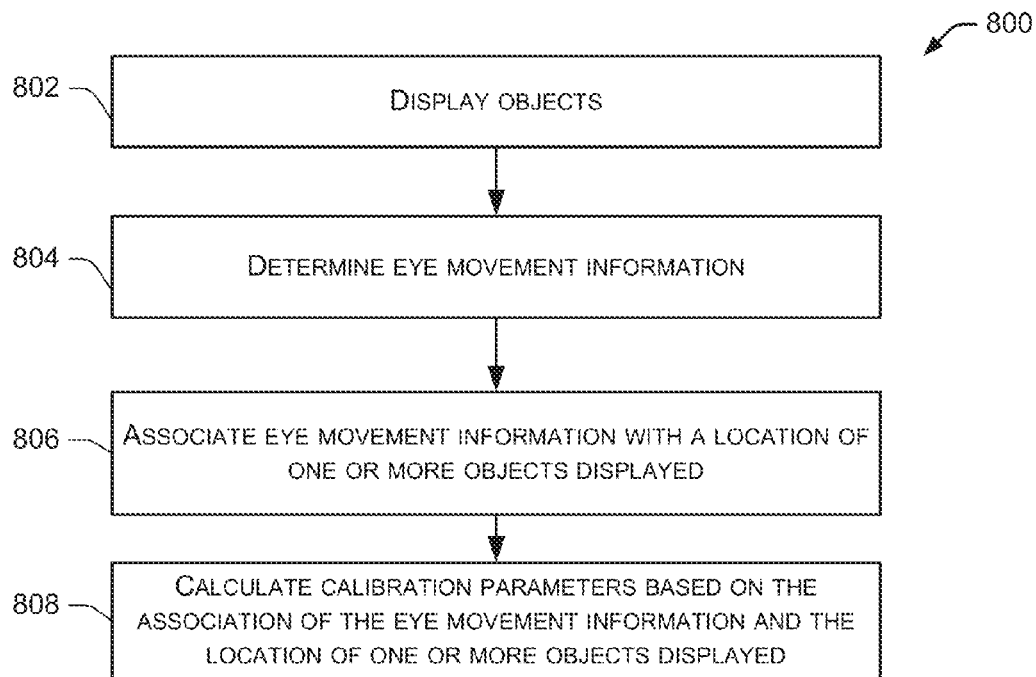 800
802
DISPLAY OBJECTS
804
DETERMINE EYE MOVEMENT INFORMATION
806
ASSOCIATE EYE MOVEMENT INFORMATION WITH A LOCATION OF
ONE OR MORE OBJECTS DISPLAYED
808
CALCULATE CALIBRATION PARAMETERS BASED ON THE
ASSOCIATION OF THE EYE MOVEMENT INFORMATION AND THE
LOCATION OF ONE OR MORE OBJECTS DISPLAYED